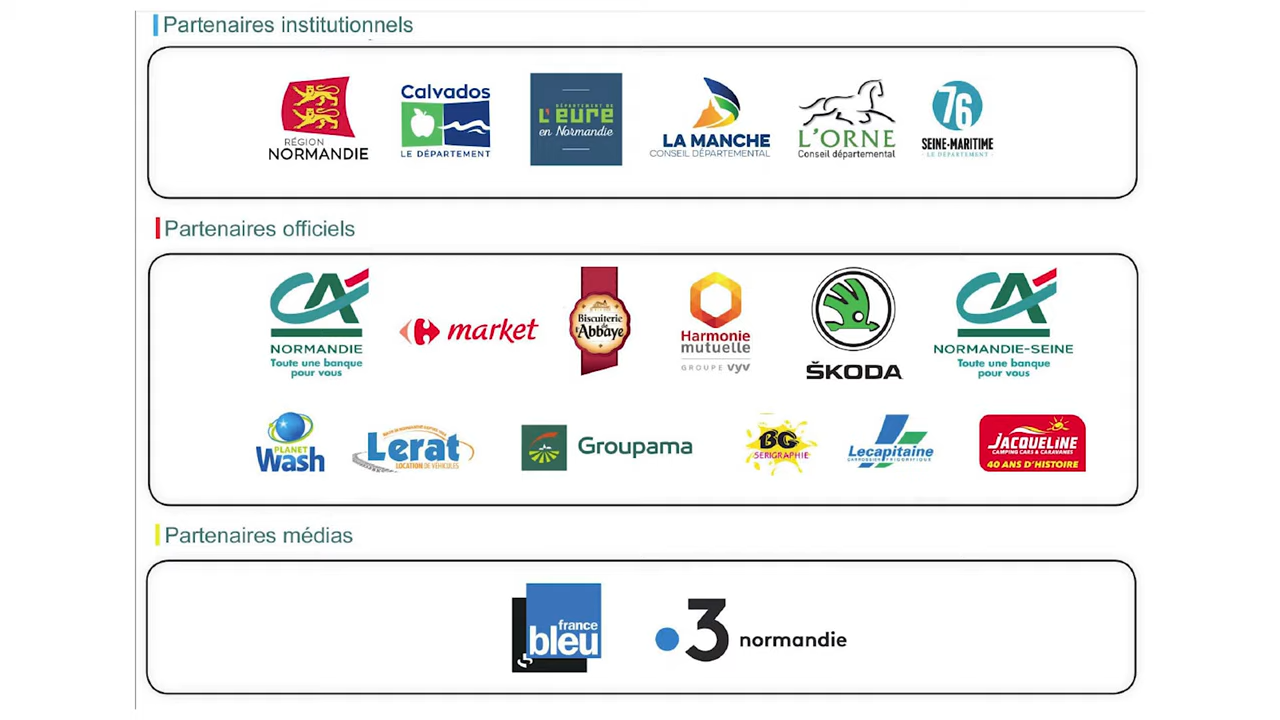 Partenaires institutionnels
RÉGION
NORMANDIE
Calvados
LE DÉPARTEMENT
DÉPARTEMENT DE
L'eure
en Normandie
LA MANCHE
CONSEIL DÉPARTEMENTAL
L'ORNE
Conseil départemental
76
SEINE-MARITIME
- LE DÉPARTEMENT -
Partenaires officiels
CA
NORMANDIE
Toute une banque
pour vous
market
Biscuiterie
de
l'Abbaye
Harmonie
mutuelle
GROUPE vyv
ŠKODA
CA
NORMANDIE-SEINE
Toute une banque
pour vous
PLANET
Wash
Lerat
LOCATION DE VÉHICULES
Groupama
BG
SERIGRAPHIE
Lecapitaine
CARROSSIER FRIGORIFIQUE
JACQUELINE
CAMPING CARS & CARAVANES
40 ANS D'HISTOIRE
Partenaires médias
france
bleu
3 normandie